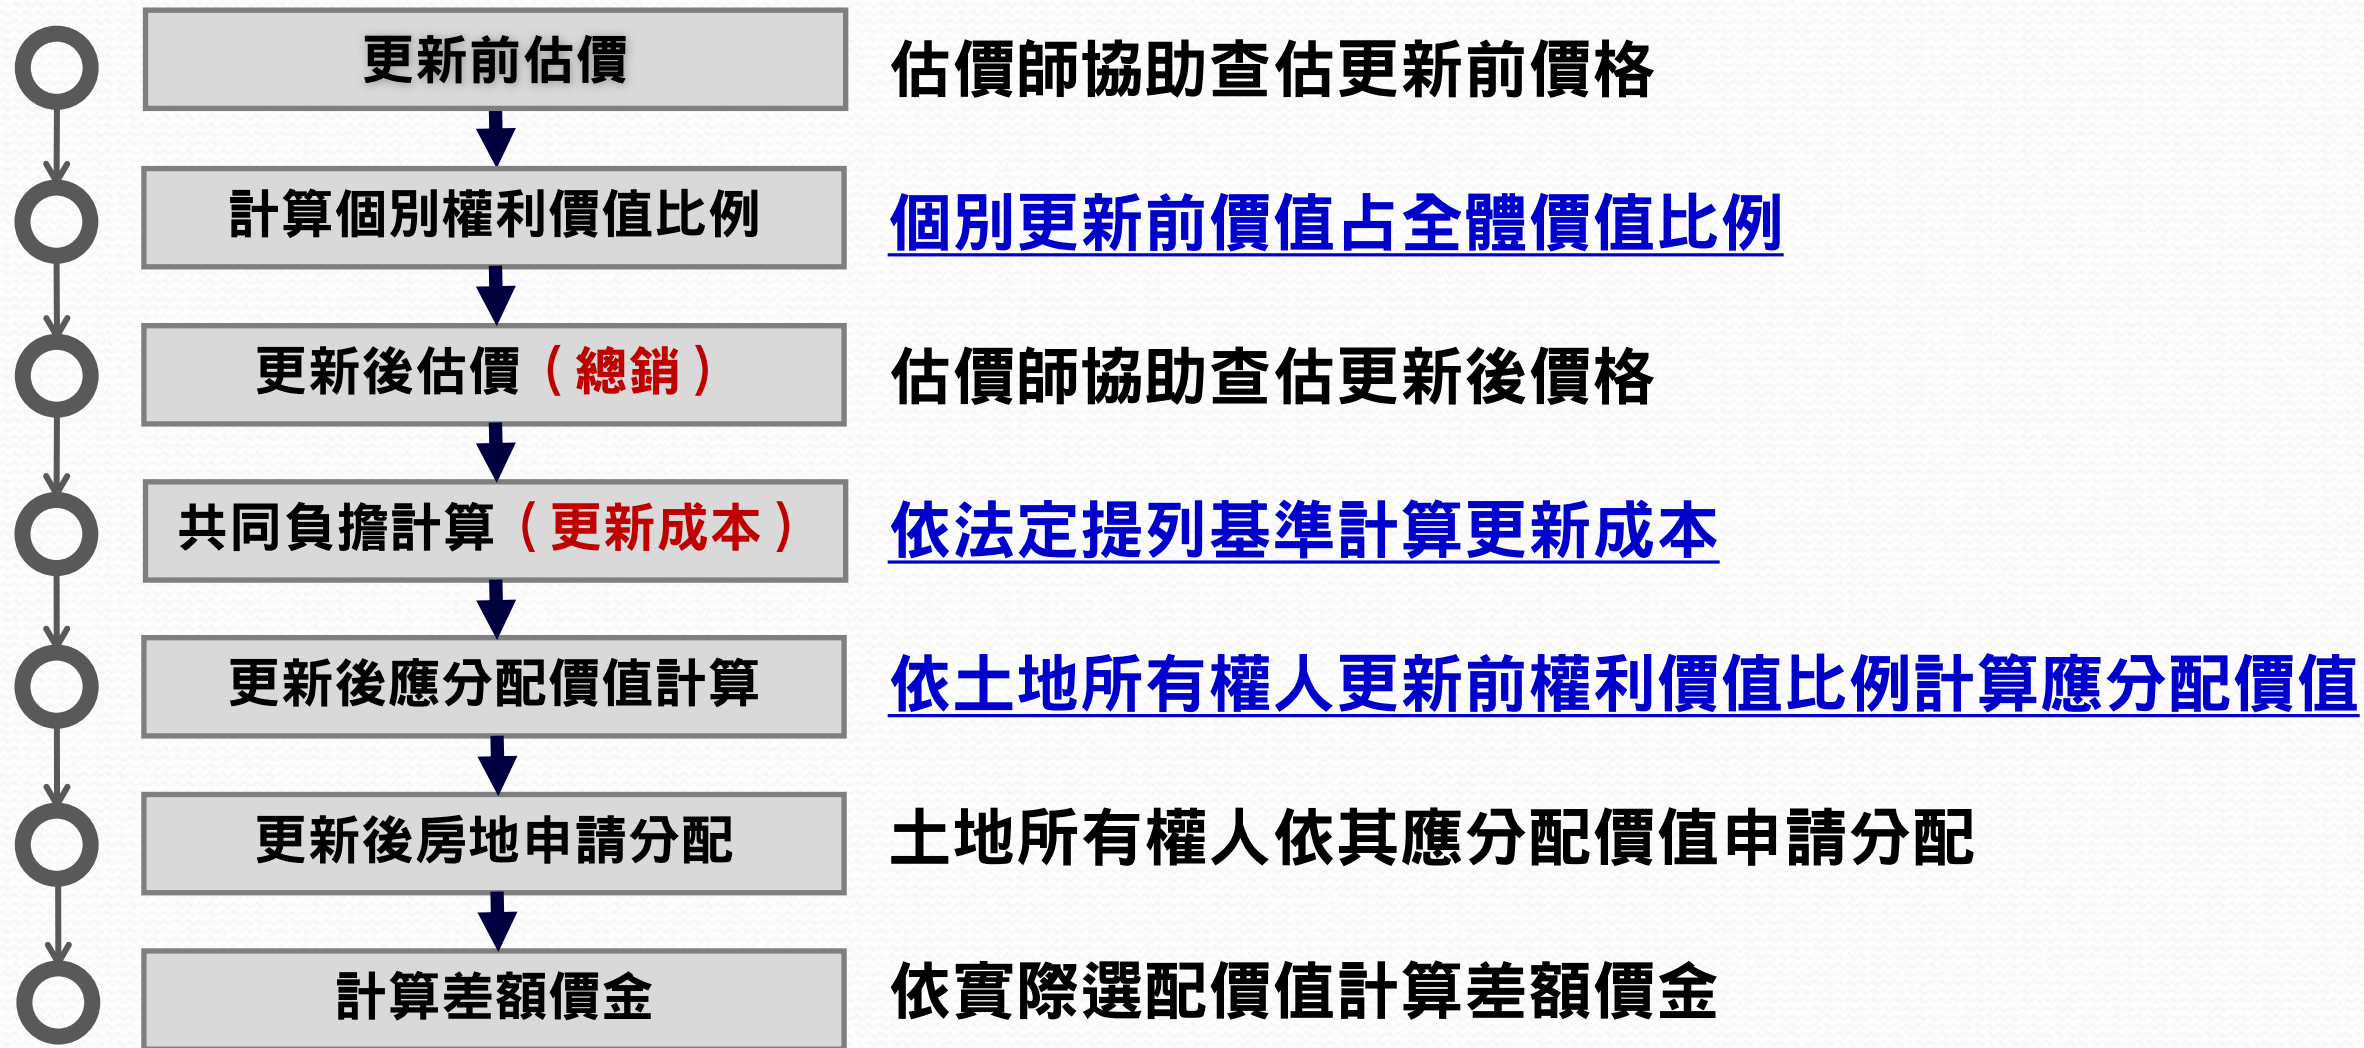 更新前估價
估價師協助查估更新前價格
計算個別權利價值比例
個別更新前價值占全體價值比例
更新後估價（總銷）
估價師協助查估更新後價格
共同負擔計算（更新成本）
依法定提列基準計算更新成本
更新後應分配價值計算
依土地所有權人更新前權利價值比例計算應分配價值
更新後房地申請分配
土地所有權人依其應分配價值申請分配
計算差額價金
依實際選配價值計算差額價金